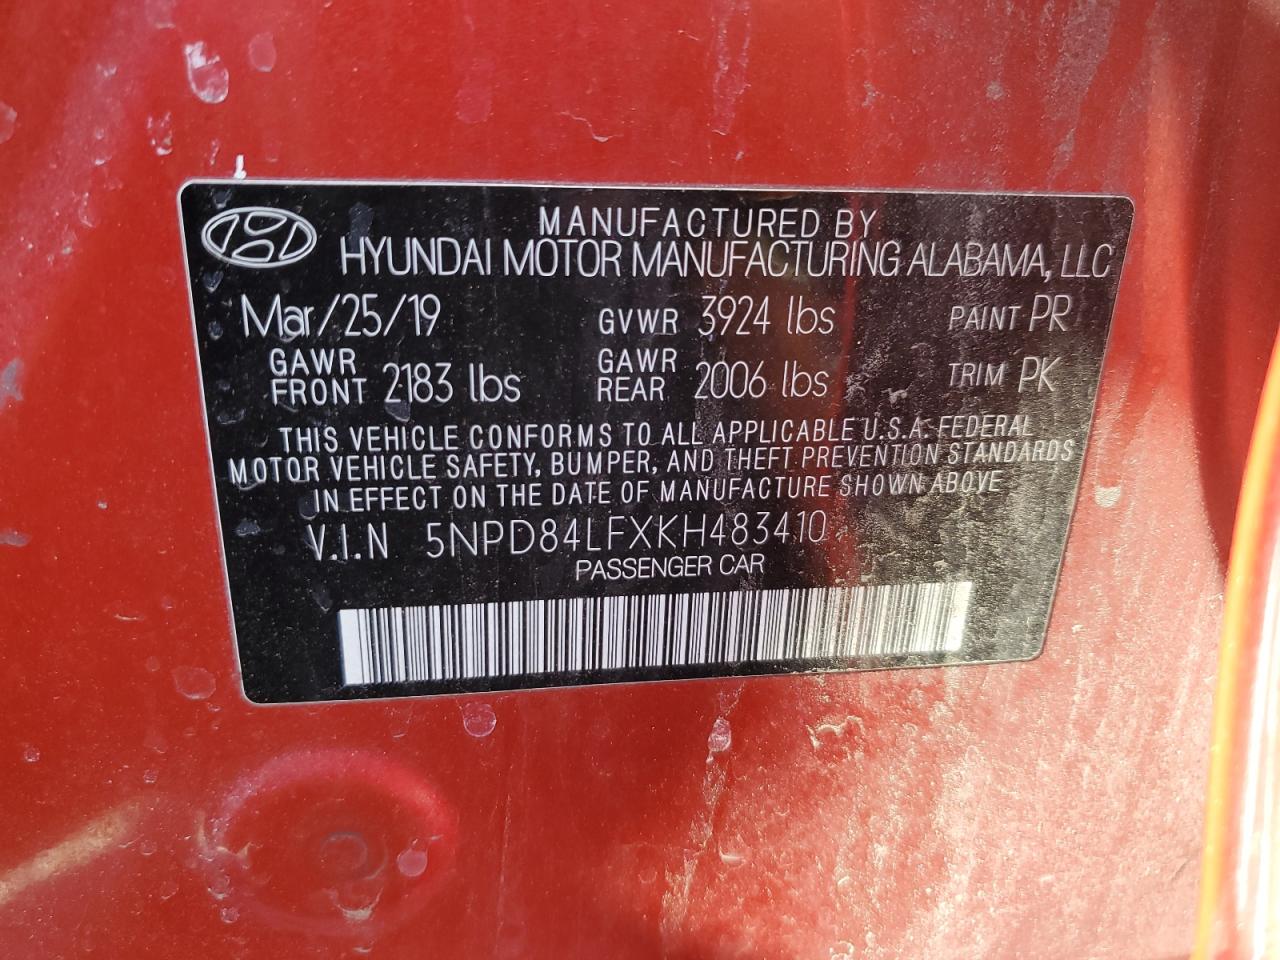 MANUFACTURED BY
HYUNDAI MOTOR MANUFACTURING ALABAMA, LLC
Mar/25/19 GVWR 3924 lbs PAINT PR
GAWR FRONT 2183 lbs GAWR REAR 2006 lbs TRIM PK
THIS VEHICLE CONFORMS TO ALL APPLICABLE U.S.A. FEDERAL
MOTOR VEHICLE SAFETY, BUMPER, AND THEFT PREVENTION STANDARDS
IN EFFECT ON THE DATE OF MANUFACTURE SHOWN ABOVE
V.I.N 5NPD84LFXKH483410
PASSENGER CAR